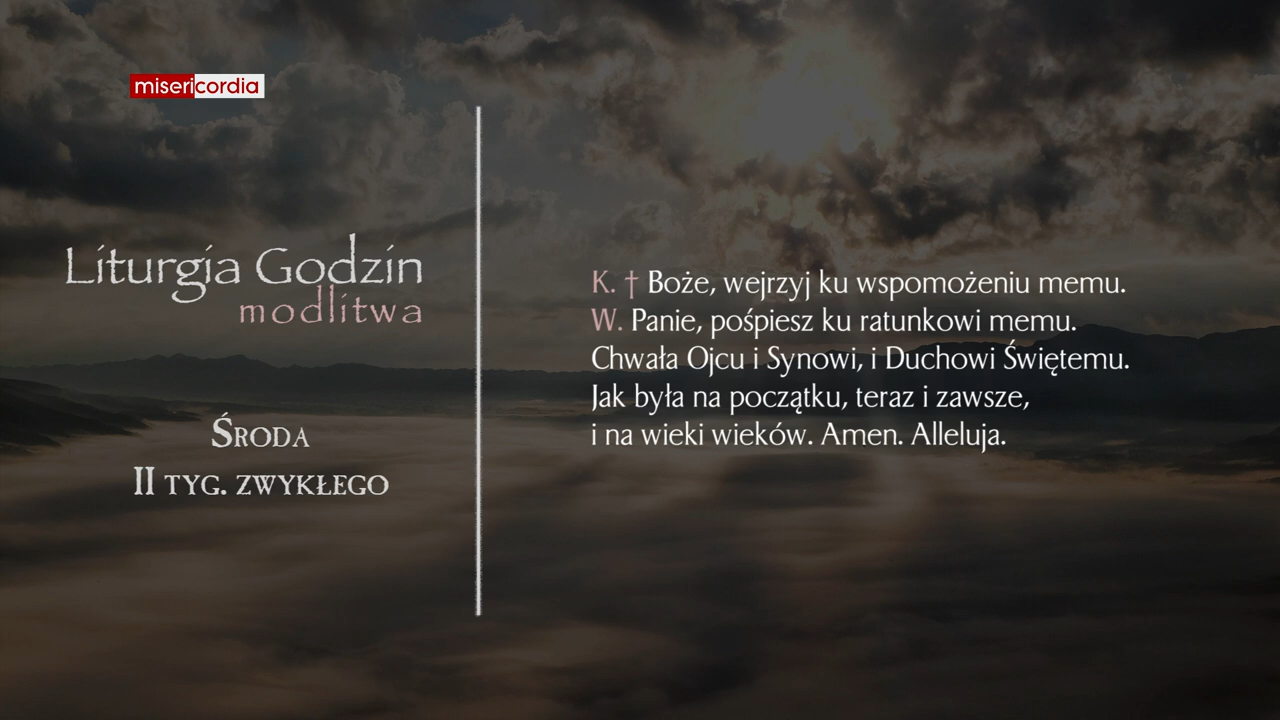 misericordia
Liturgia Godzin
modlitwa
Środa
II tyg. zwykłego
K. † Boże, wejrzyj ku wspomożeniu memu.
W. Panie, pośpiesz ku ratunkowi memu.
Chwała Ojcu i Synowi, i Duchowi Świętemu.
Jak była na początku, teraz i zawsze,
i na wieki wieków. Amen. Alleluja.